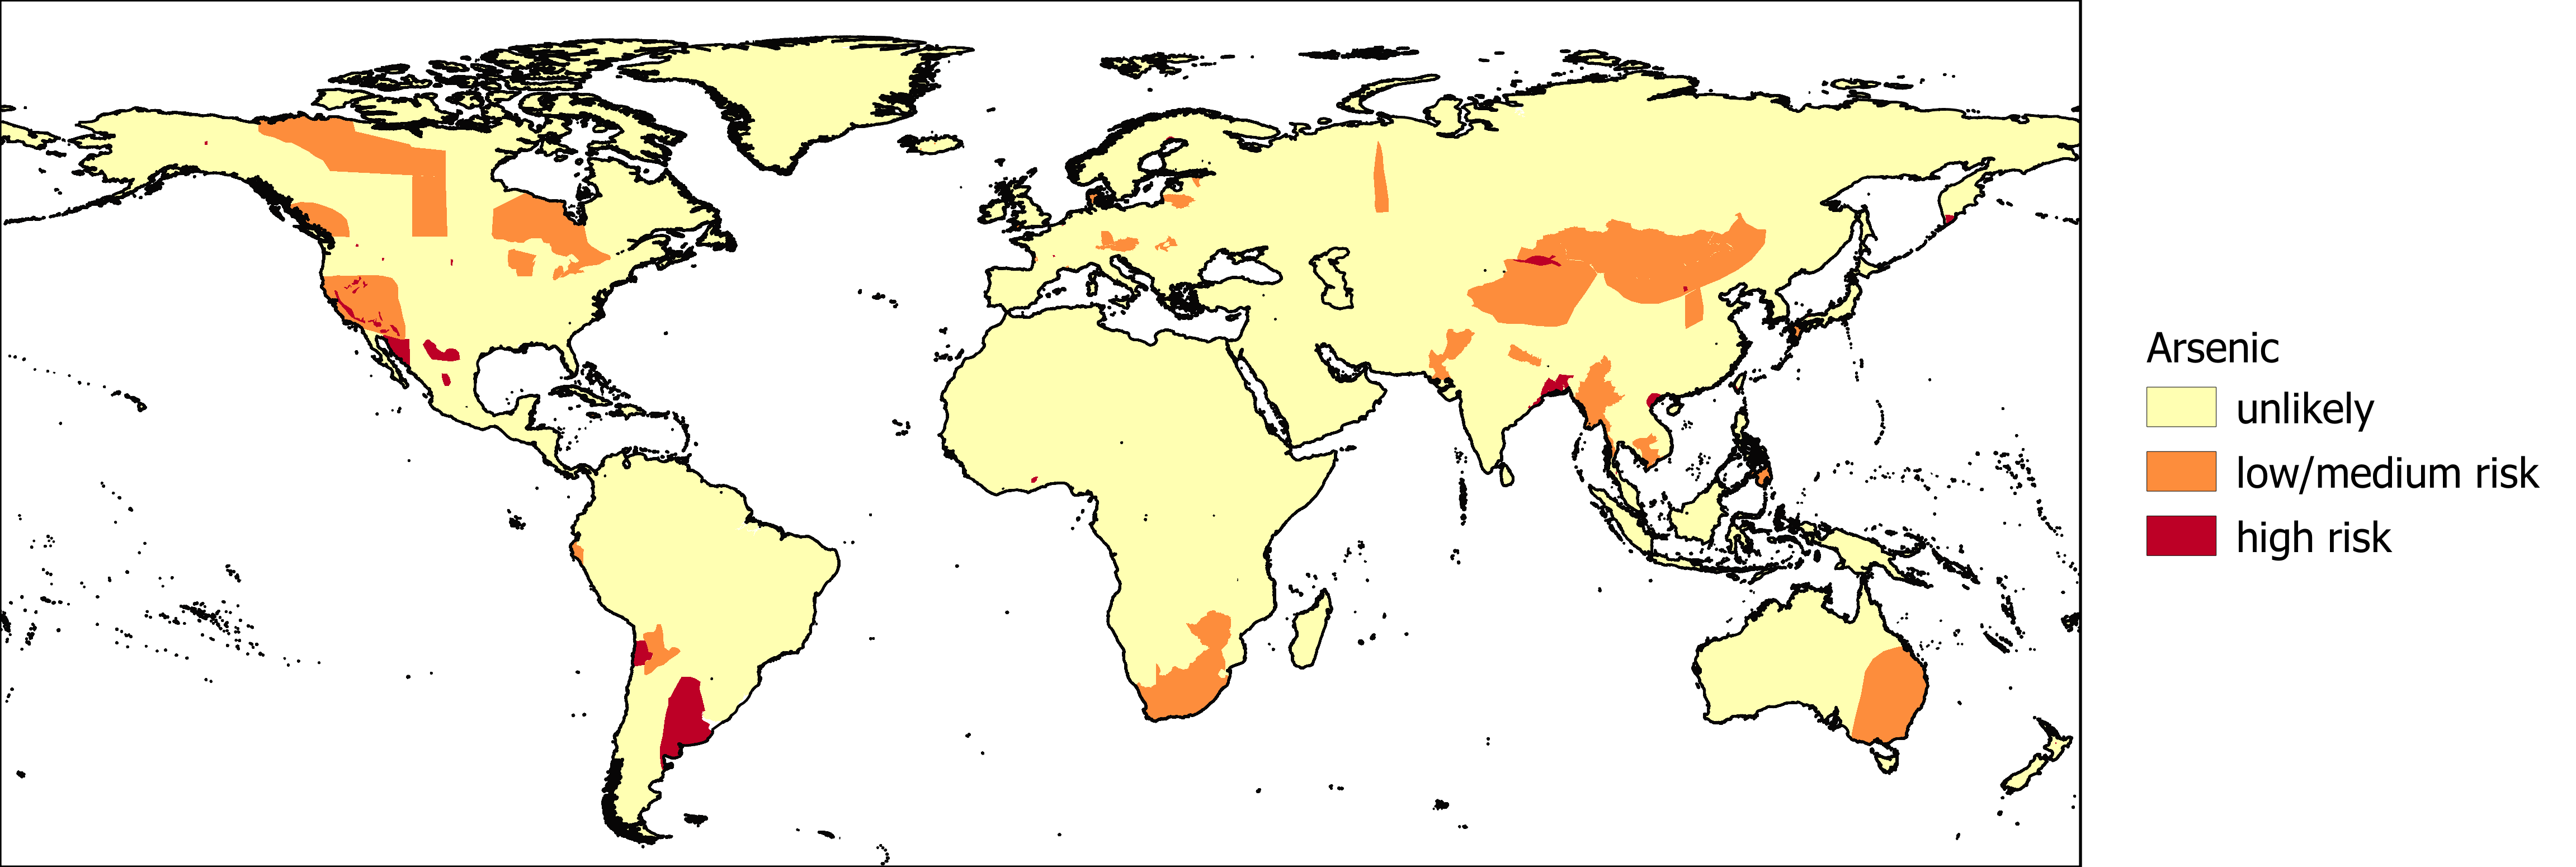 Arsenic
unlikely
low/medium risk
high risk